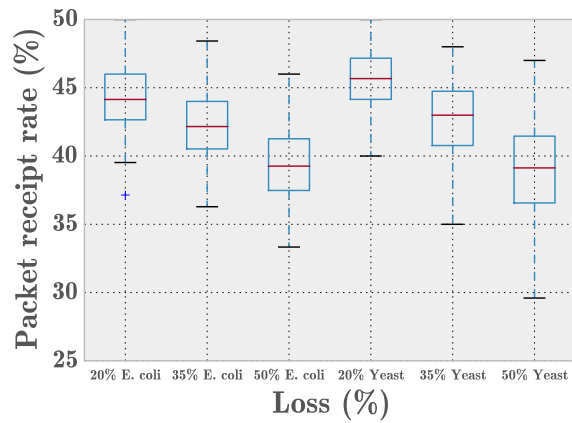 Packet receipt rate (%)
50
45
40
35
30
25
20% E. coli 35% E. coli 50% E. coli 20% Yeast 35% Yeast 50% Yeast
Loss (%)